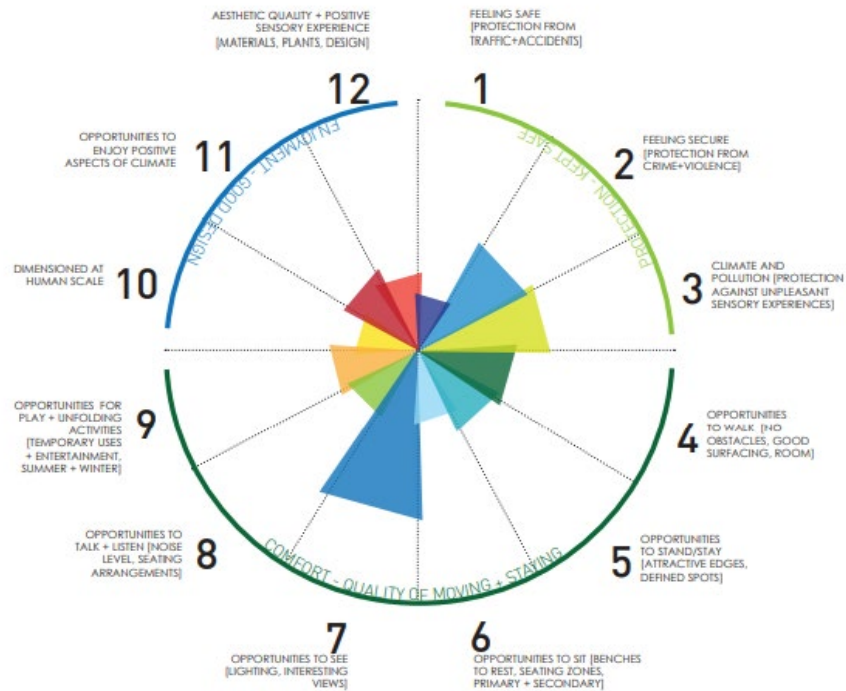 AESTHETIC QUALITY + POSITIVE
SENSORY EXPERIENCE
[MATERIALS, PLANTS, DESIGN]
12
FEELING SAFE
[PROTECTION FROM
TRAFFIC+ACCIDENTS]
1
FEELING SECURE
[PROTECTION FROM
CRIME+VIOLENCE]
2
CLIMATE AND
POLLUTION [PROTECTION
AGAINST UNPLEASANT
SENSORY EXPERIENCES]
3
PROTECTION - KEPT SAFE
OPPORTUNITIES
TO WALK [NO
OBSTACLES, GOOD
SURFACING, ROOM]
4
OPPORTUNITIES
TO STAND/STAY
[ATTRACTIVE EDGES,
DEFINED SPOTS]
5
6
OPPORTUNITIES TO SIT [BENCHES
TO REST, SEATING ZONES,
PRIMARY + SECONDARY]
7
OPPORTUNITIES TO SEE
[LIGHTING, INTERESTING
VIEWS]
OPPORTUNITIES TO
TALK + LISTEN [NOISE
LEVEL, SEATING
ARRANGEMENTS]
8
OPPORTUNITIES FOR
PLAY + UNFOLDING
ACTIVITIES
[TEMPORARY USES
+ ENTERTAINMENT,
SUMMER + WINTER]
9
COMFORT - QUALITY OF MOVING + STAYING
DIMENSIONED AT
HUMAN SCALE
10
OPPORTUNITIES TO
ENJOY POSITIVE
ASPECTS OF CLIMATE
11
ENJOYMENT - GOOD DESIGN